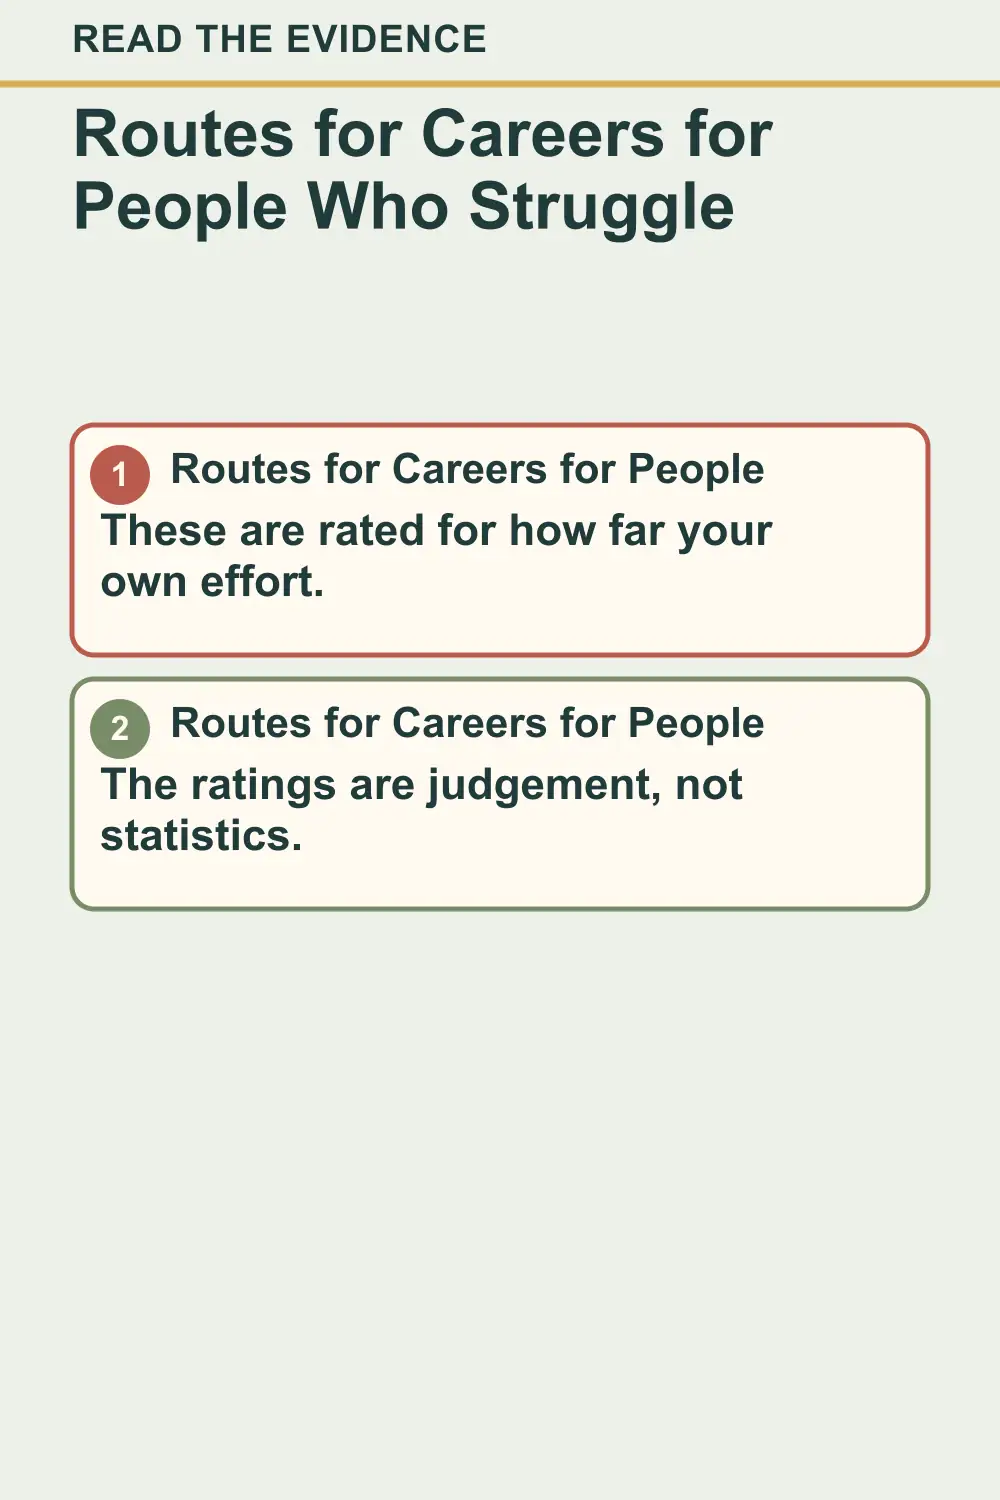 READ THE EVIDENCE
Routes for Careers for
People Who Struggle
1 Routes for Careers for People
These are rated for how far your
own effort.
2 Routes for Careers for People
The ratings are judgement, not
statistics.